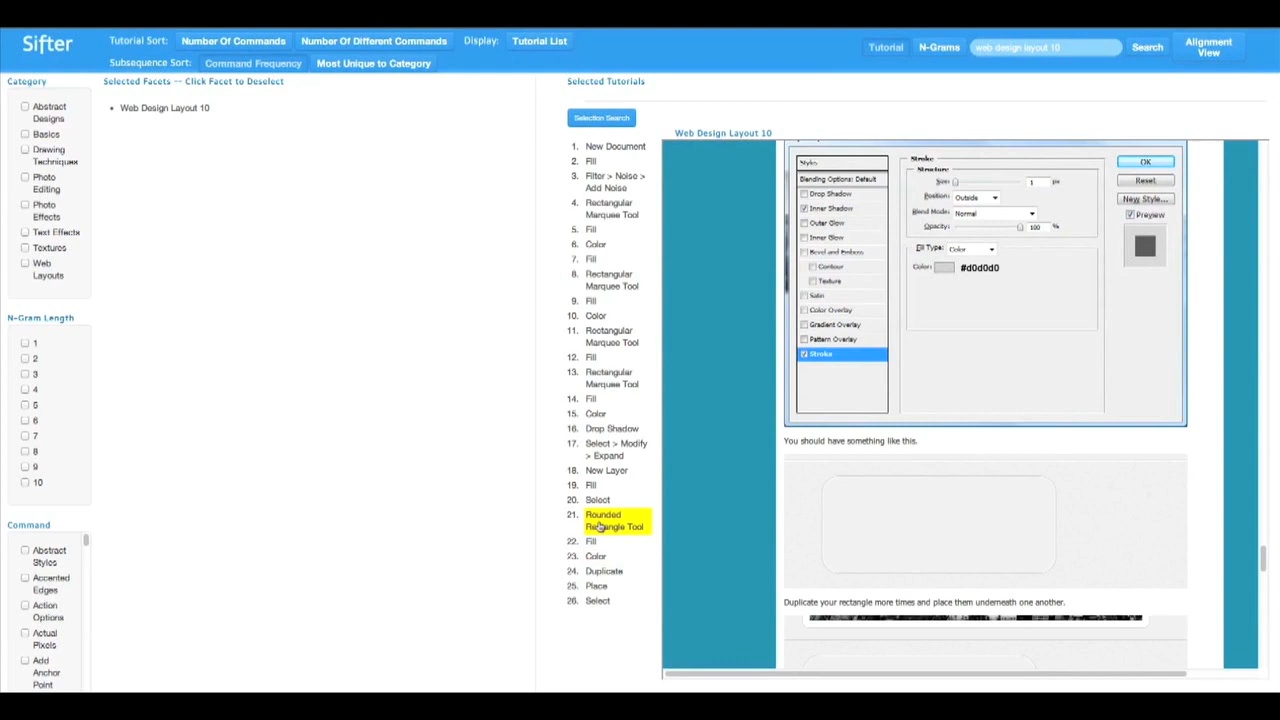 Sifter
Tutorial Sort: Number Of Commands Number Of Different Commands Display: Tutorial List
Subsequence Sort: Command Frequency Most Unique to Category
Tutorial N-Grams web design layout 10 Search Alignment
View
Category
Abstract
Designs
Basics
Drawing
Techniques
Photo
Editing
Photo
Effects
Text Effects
Textures
Web
Layouts
N-Gram Length
1
2
3
4
5
6
7
8
9
10
Command
Abstract
Styles
Accented
Edges
Action
Options
Actual
Pixels
Add
Anchor
Point
Selected Facets -- Click Facet to Deselect
• Web Design Layout 10
Selected Tutorials
Selection Search
1. New Document
2. Fill
3. Filter > Noise >
Add Noise
4. Rectangular
Marquee Tool
5. Fill
6. Color
7. Fill
8. Rectangular
Marquee Tool
9. Fill
10. Color
11. Rectangular
Marquee Tool
12. Fill
13. Rectangular
Marquee Tool
14. Fill
15. Color
16. Drop Shadow
17. Select > Modify
> Expand
18. New Layer
19. Fill
20. Select
21. Rounded
Rectangle Tool
22. Fill
23. Color
24. Duplicate
25. Place
26. Select
Web Design Layout 10
Styles
Blending Options: Default
Drop Shadow
Inner Shadow
Outer Glow
Inner Glow
Bevel and Emboss
Contour
Texture
Satin
Color Overlay
Gradient Overlay
Pattern Overlay
Stroke
Stroke
Structure
Size: 1 px
Position: Outside
Blend Mode: Normal
Opacity: 100 %
Fill Type: Color
Color: #d0d0d0
OK
Reset
New Style...
Preview
You should have something like this.
Duplicate your rectangle more times and place them underneath one another.